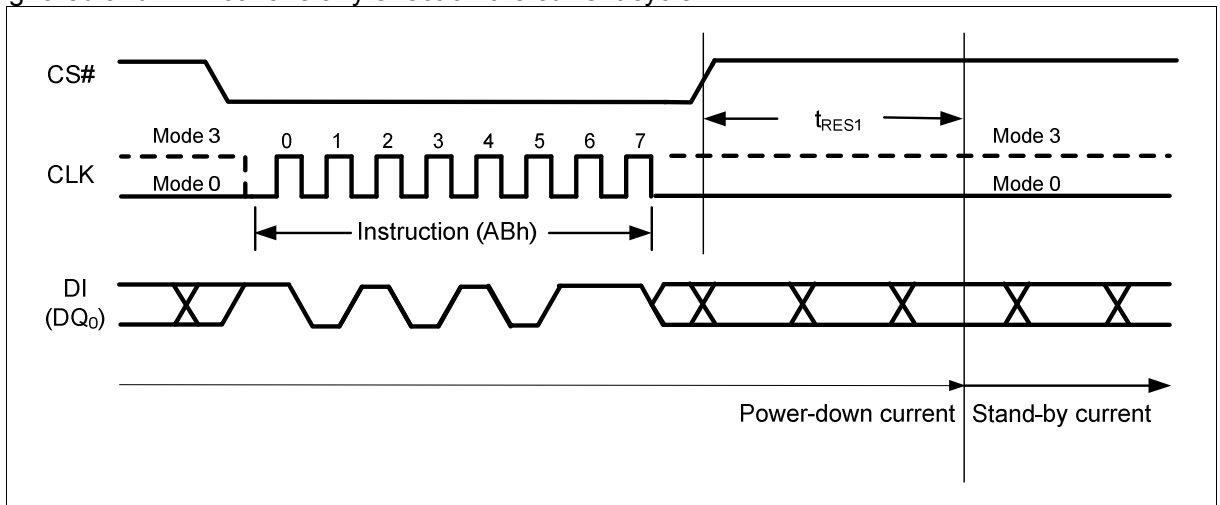 CS#
Mode 3 0 1 2 3 4 5 6 7 tRES1 Mode 3
CLK
Mode 0 Mode 0
Instruction (ABh)
DI
(DQ0)
Power-down current Stand-by current